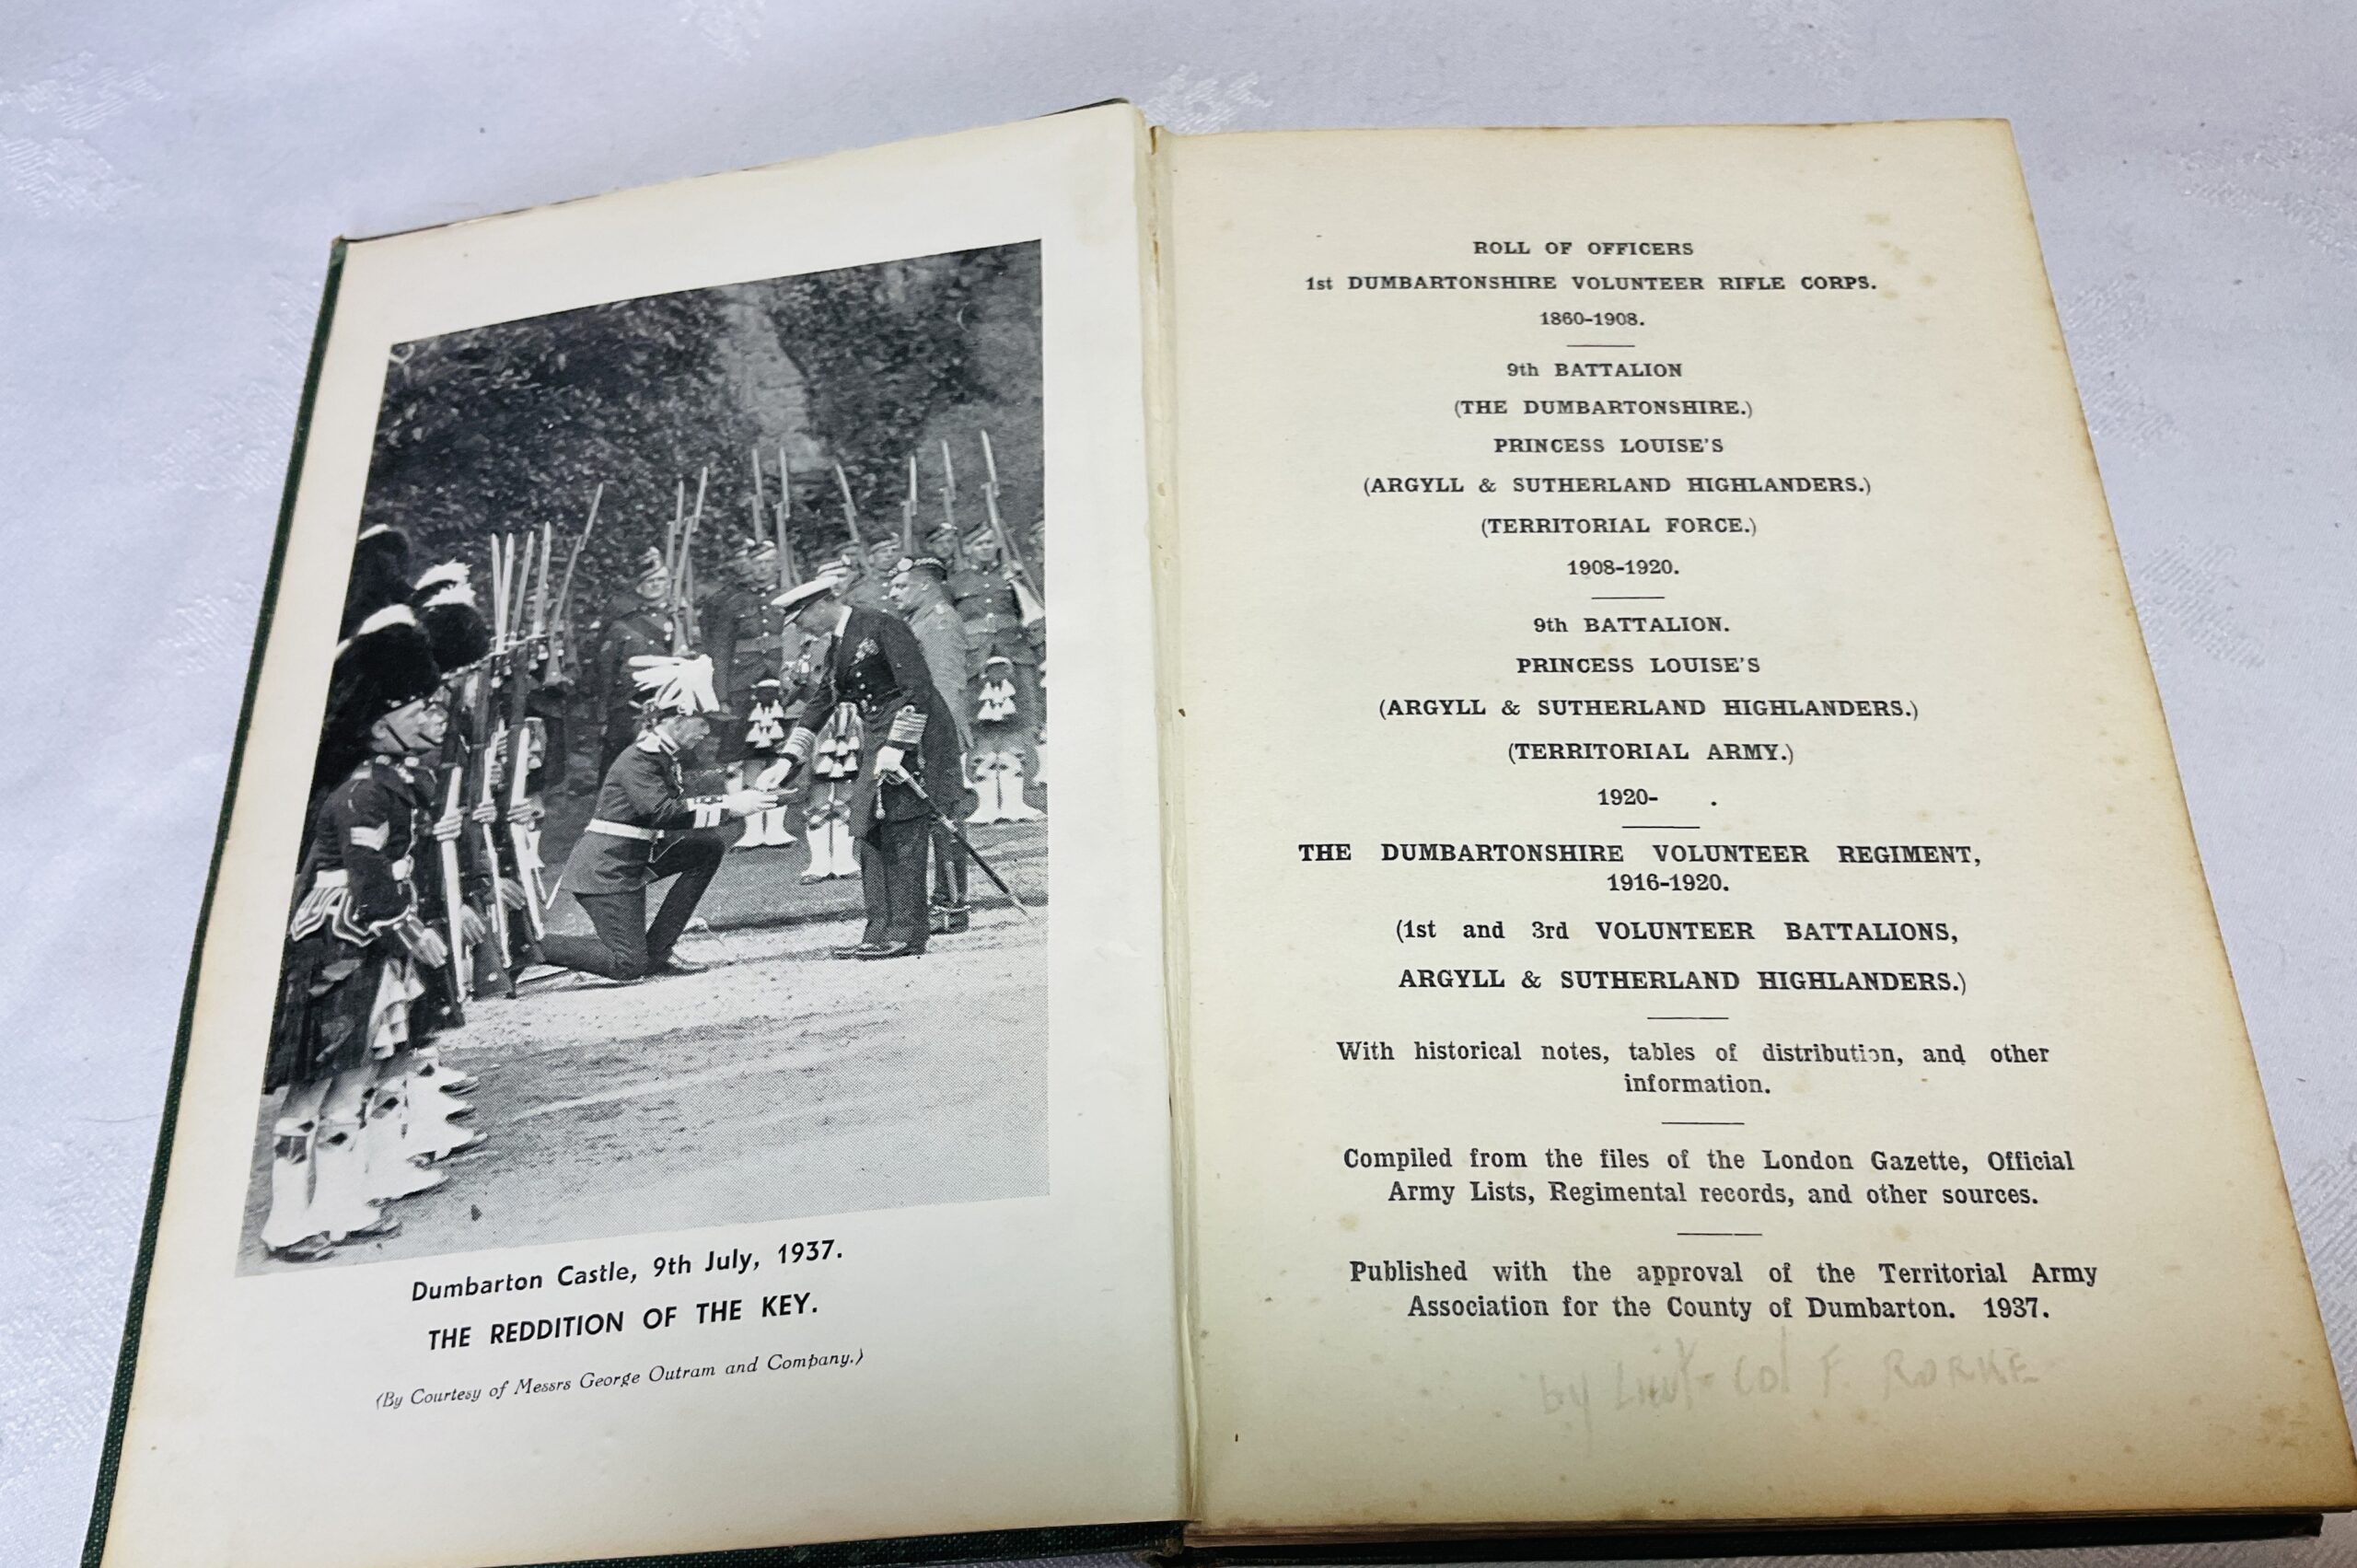 Dumbarton Castle, 9th July, 1937.
THE REDDITION OF THE KEY.
(By Courtesy of Messrs George Outram and Company.)
ROLL OF OFFICERS
1st DUMBARTONSHIRE VOLUNTEER RIFLE CORPS.
1860-1908.
9th BATTALION
(THE DUMBARTONSHIRE.)
PRINCESS LOUISE'S
(ARGYLL & SUTHERLAND HIGHLANDERS.)
(TERRITORIAL FORCE.)
1908-1920.
9th BATTALION.
PRINCESS LOUISE'S
(ARGYLL & SUTHERLAND HIGHLANDERS.)
(TERRITORIAL ARMY.)
1920-    .
THE DUMBARTONSHIRE VOLUNTEER REGIMENT,
1916-1920.
(1st and 3rd VOLUNTEER BATTALIONS,
ARGYLL & SUTHERLAND HIGHLANDERS.)
With historical notes, tables of distribution, and other
information.
Compiled from the files of the London Gazette, Official
Army Lists, Regimental records, and other sources.
Published with the approval of the Territorial Army
Association for the County of Dumbarton. 1937.
by Lieut-Col F. RORKE